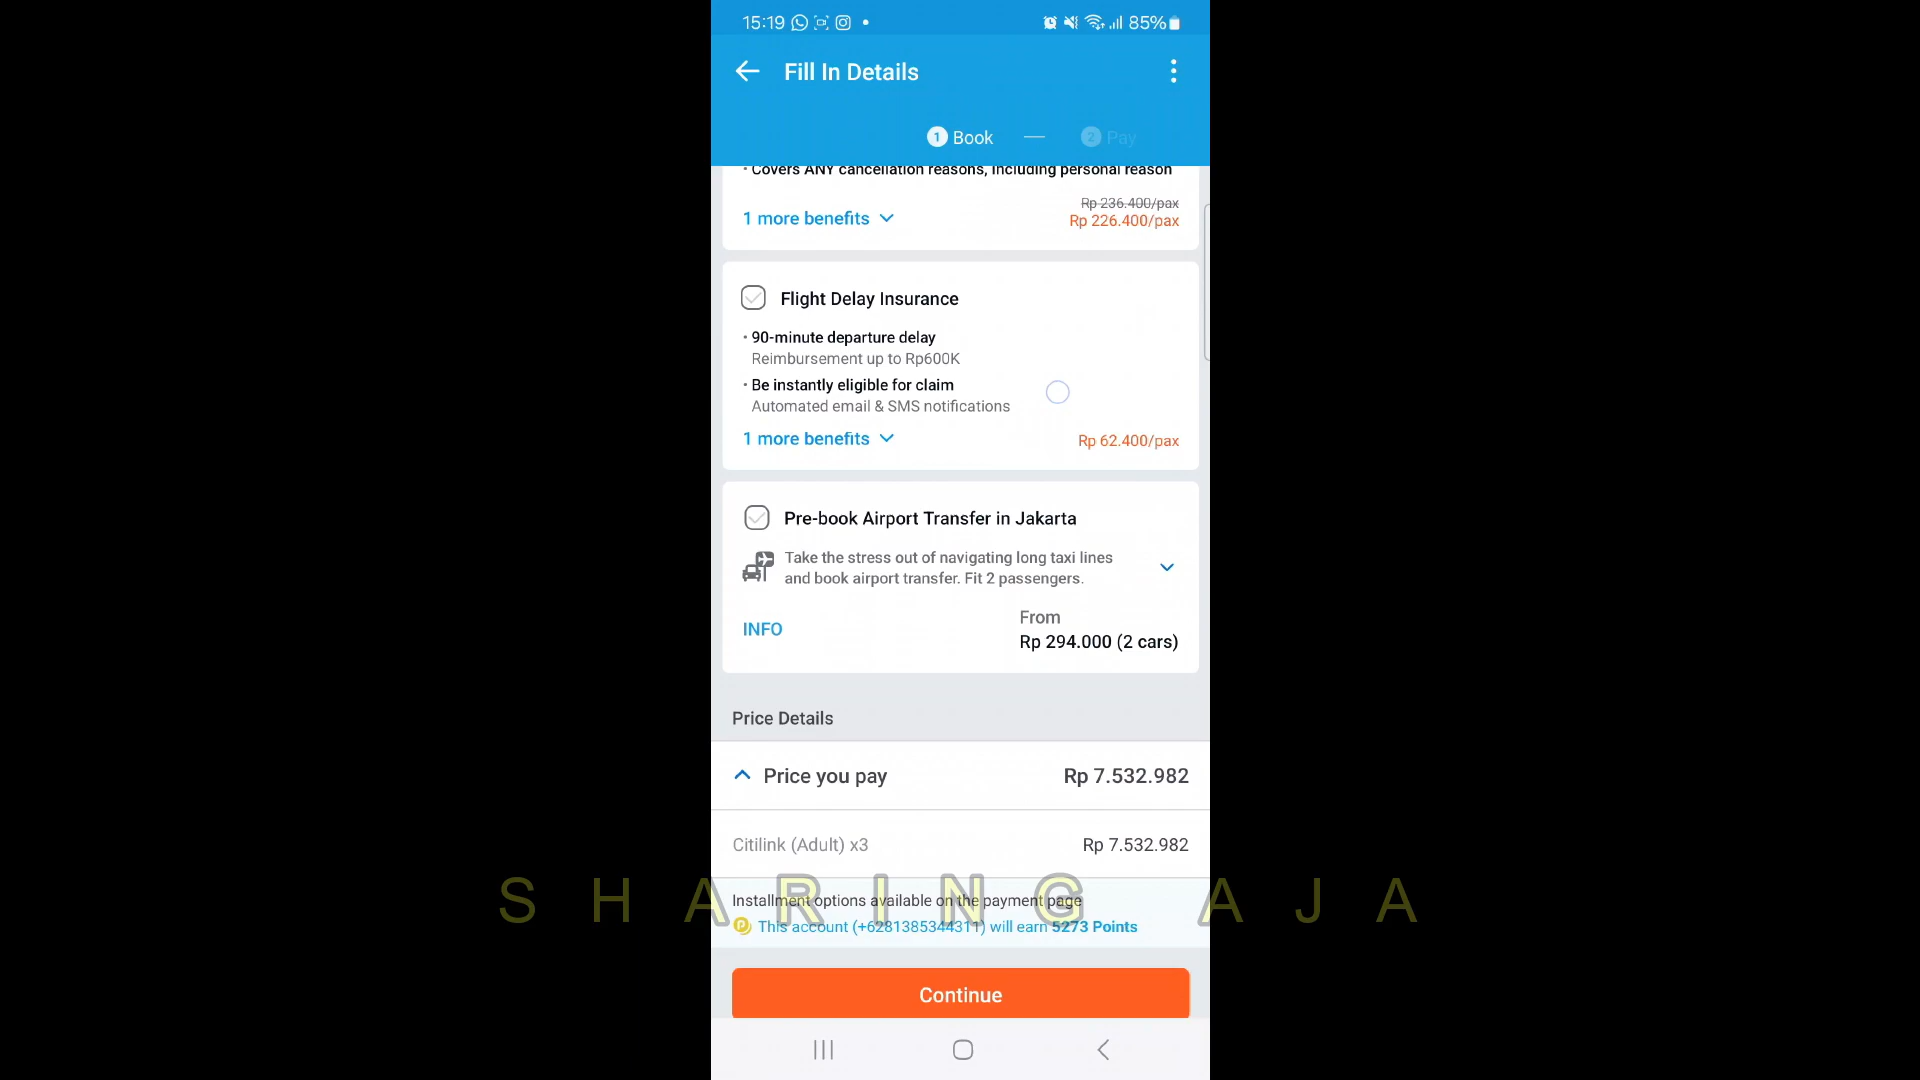 15:19 85%
Fill In Details
1 Book — 2 Pay
· Covers ANY cancellation reasons, including personal reason
Rp 236.400/pax
1 more benefits
Rp 226.400/pax
Flight Delay Insurance
· 90-minute departure delay
Reimbursement up to Rp600K
· Be instantly eligible for claim
Automated email & SMS notifications
1 more benefits Rp 62.400/pax
Pre-book Airport Transfer in Jakarta
Take the stress out of navigating long taxi lines
and book airport transfer. Fit 2 passengers.
From
INFO
Rp 294.000 (2 cars)
Price Details
Price you pay Rp 7.532.982
Citilink (Adult) x3 Rp 7.532.982
SHARING AJA
Installment options available on the payment page
This account (+6281385344311) will earn 5273 Points
Continue